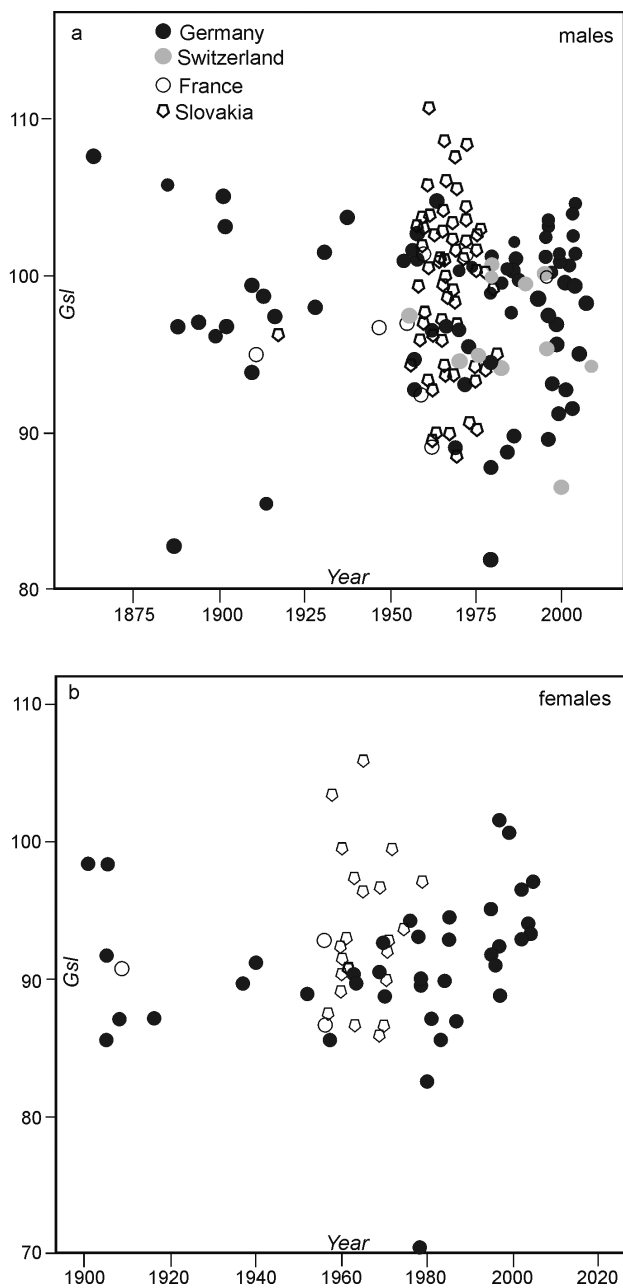 a
males
Germany
Switzerland
France
Slovakia
110
100
Gsl
90
80
Year
1875 1900 1925 1950 1975 2000
b
females
110
100
Gsl
90
80
70
Year
1900 1920 1940 1960 1980 2000 2020